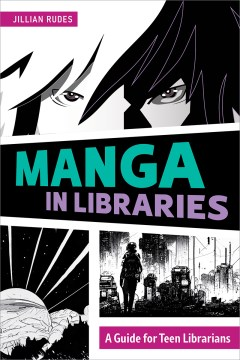 JILLIAN RUDES
MANGA
IN LIBRARIES
A Guide for Teen Librarians